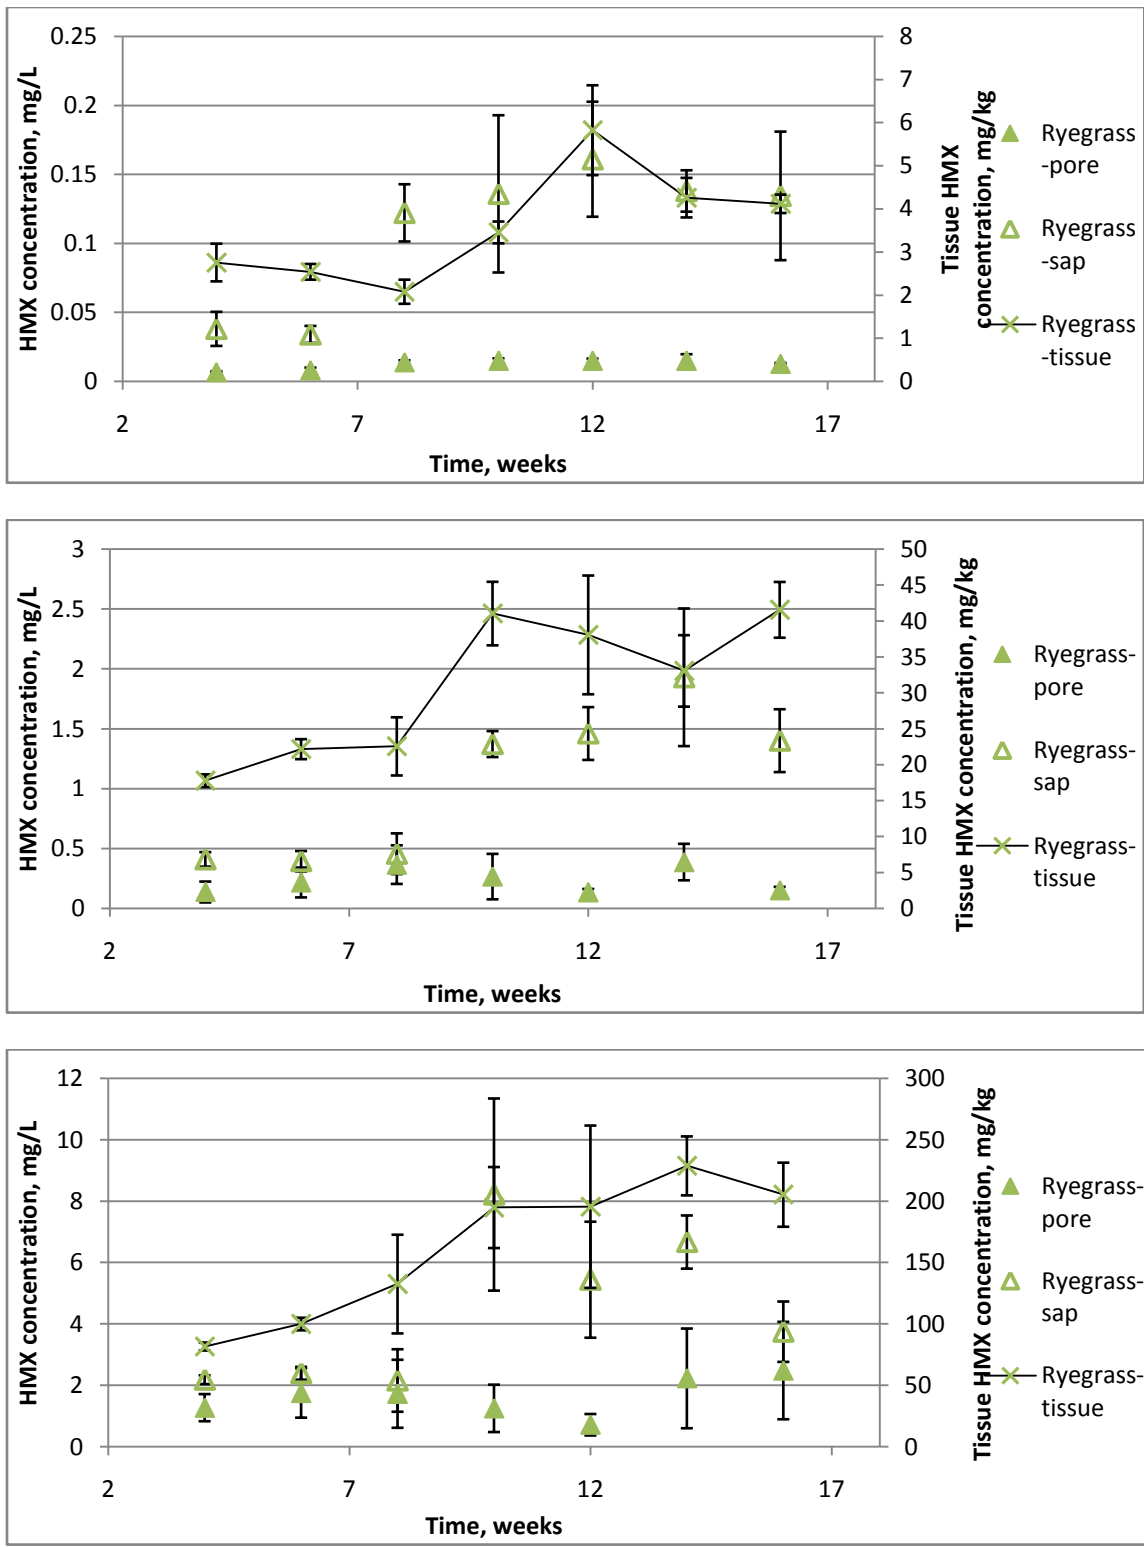 HMX concentration, mg/L
0.25
0.2
0.15
0.1
0.05
0
8
7
6
5
4
3
2
1
0
Tissue HMX
concentration, mg/kg
2
7
12
17
Time, weeks
Ryegrass
-pore
Ryegrass
-sap
Ryegrass
-tissue
HMX concentration, mg/L
3
2.5
2
1.5
1
0.5
0
50
45
40
35
30
25
20
15
10
5
0
Tissue HMX concentration, mg/kg
2
7
12
17
Time, weeks
Ryegrass-
pore
Ryegrass-
sap
Ryegrass-
tissue
HMX concentration, mg/L
12
10
8
6
4
2
0
300
250
200
150
100
50
0
Tissue HMX concentration, mg/kg
2
7
12
17
Time, weeks
Ryegrass-
pore
Ryegrass-
sap
Ryegrass-
tissue